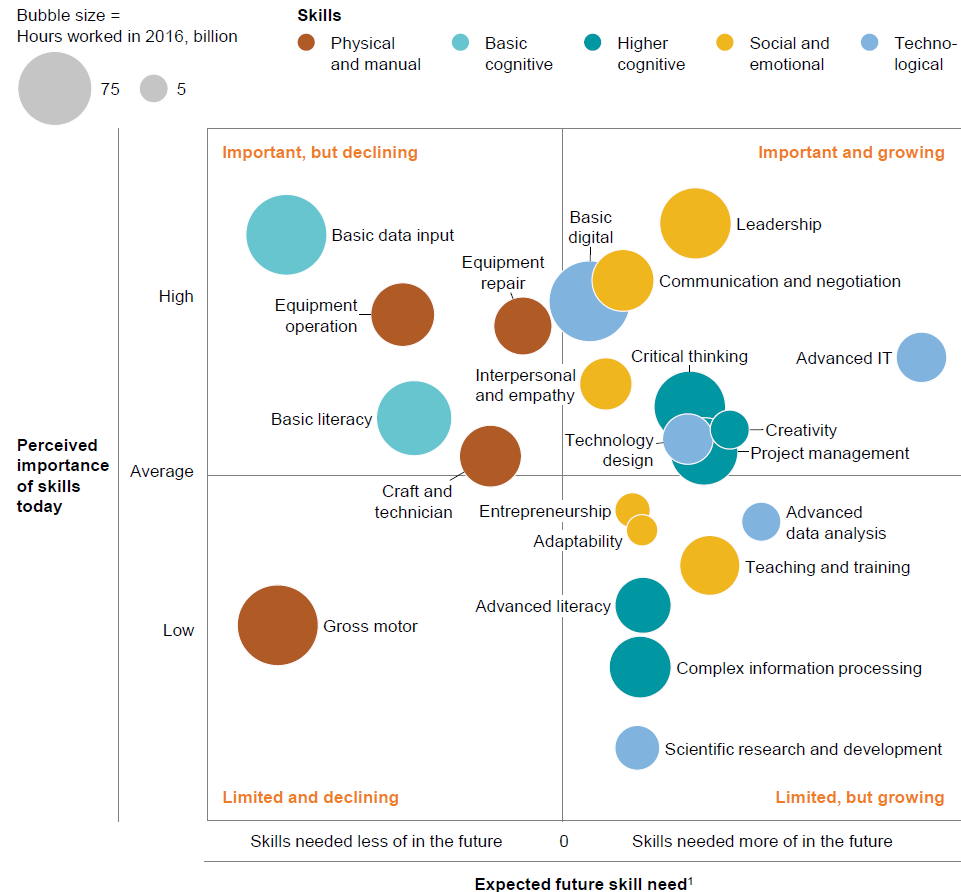 Bubble size =
Hours worked in 2016, billion
75
5
Skills
Physical
and manual
Basic
cognitive
Higher
cognitive
Social and
emotional
Techno-
logical
Important, but declining
Important and growing
Basic data input
Basic
digital
Leadership
Equipment
repair
Communication and negotiation
High
Equipment
operation
Critical thinking
Advanced IT
Interpersonal
and empathy
Basic literacy
Creativity
Technology
design
Project management
Perceived
importance
of skills
today
Average
Craft and
technician
Entrepreneurship
Adaptability
Advanced
data analysis
Teaching and training
Advanced literacy
Low
Gross motor
Complex information processing
Scientific research and development
Limited and declining
Limited, but growing
Skills needed less of in the future
0
Skills needed more of in the future
Expected future skill need¹